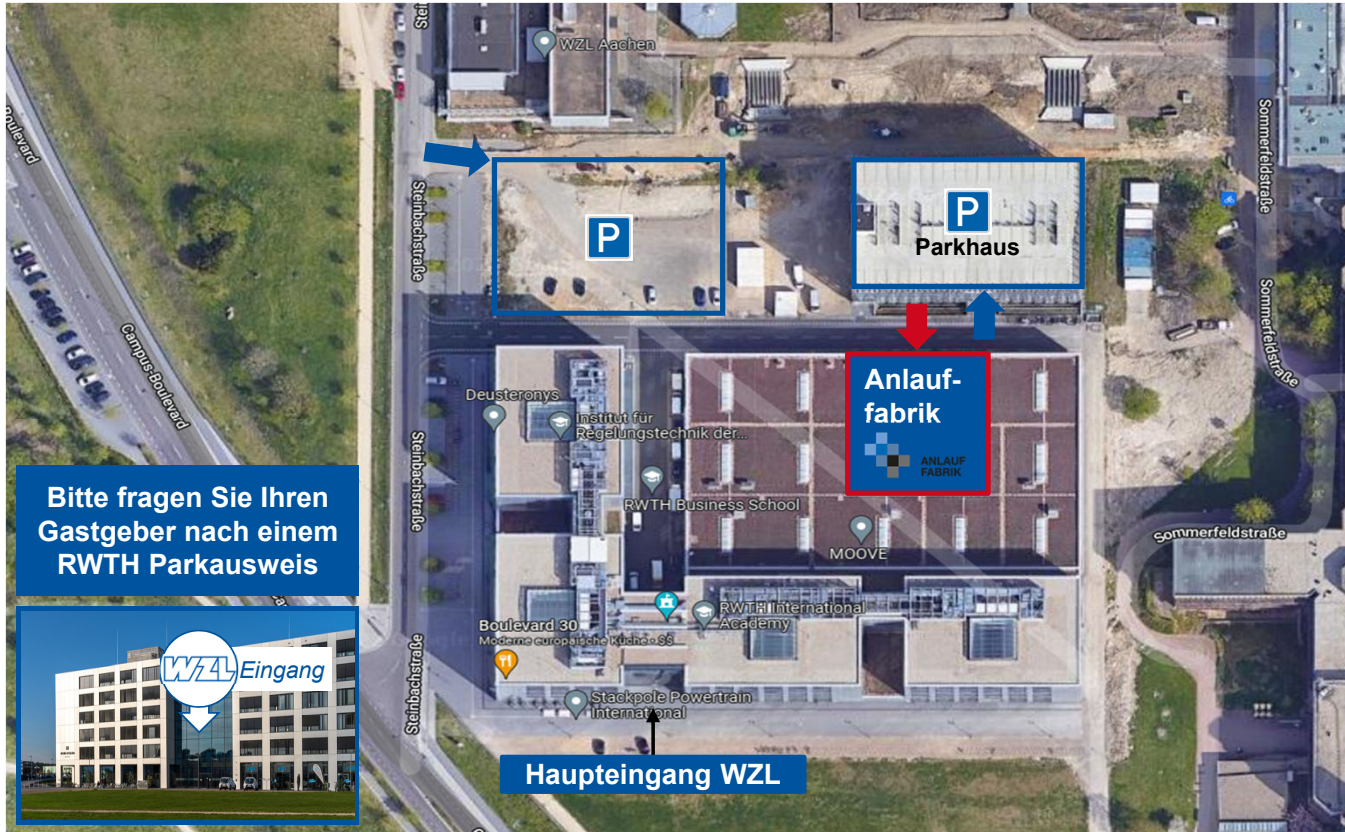 WZL Aachen
Boulevard
Steinbachstraße
Sommerfeldstraße
P
P
Parkhaus
Sommerfeldstraße
Campus-Boulevard
Anlauf-
fabrik
ANLAUF
FABRIK
Deusteronys
Institut für
Regelungstechnik der...
Steinbachstraße
RWTH Business School
MOOVE
Sommerfeldstraße
Bitte fragen Sie Ihren
Gastgeber nach einem
RWTH Parkausweis
RWTH International
Academy
Boulevard 30
Moderne europäische Küche • $$
Steinbachstraße
WZL Eingang
Stackpole Powertrain
International
Haupteingang WZL